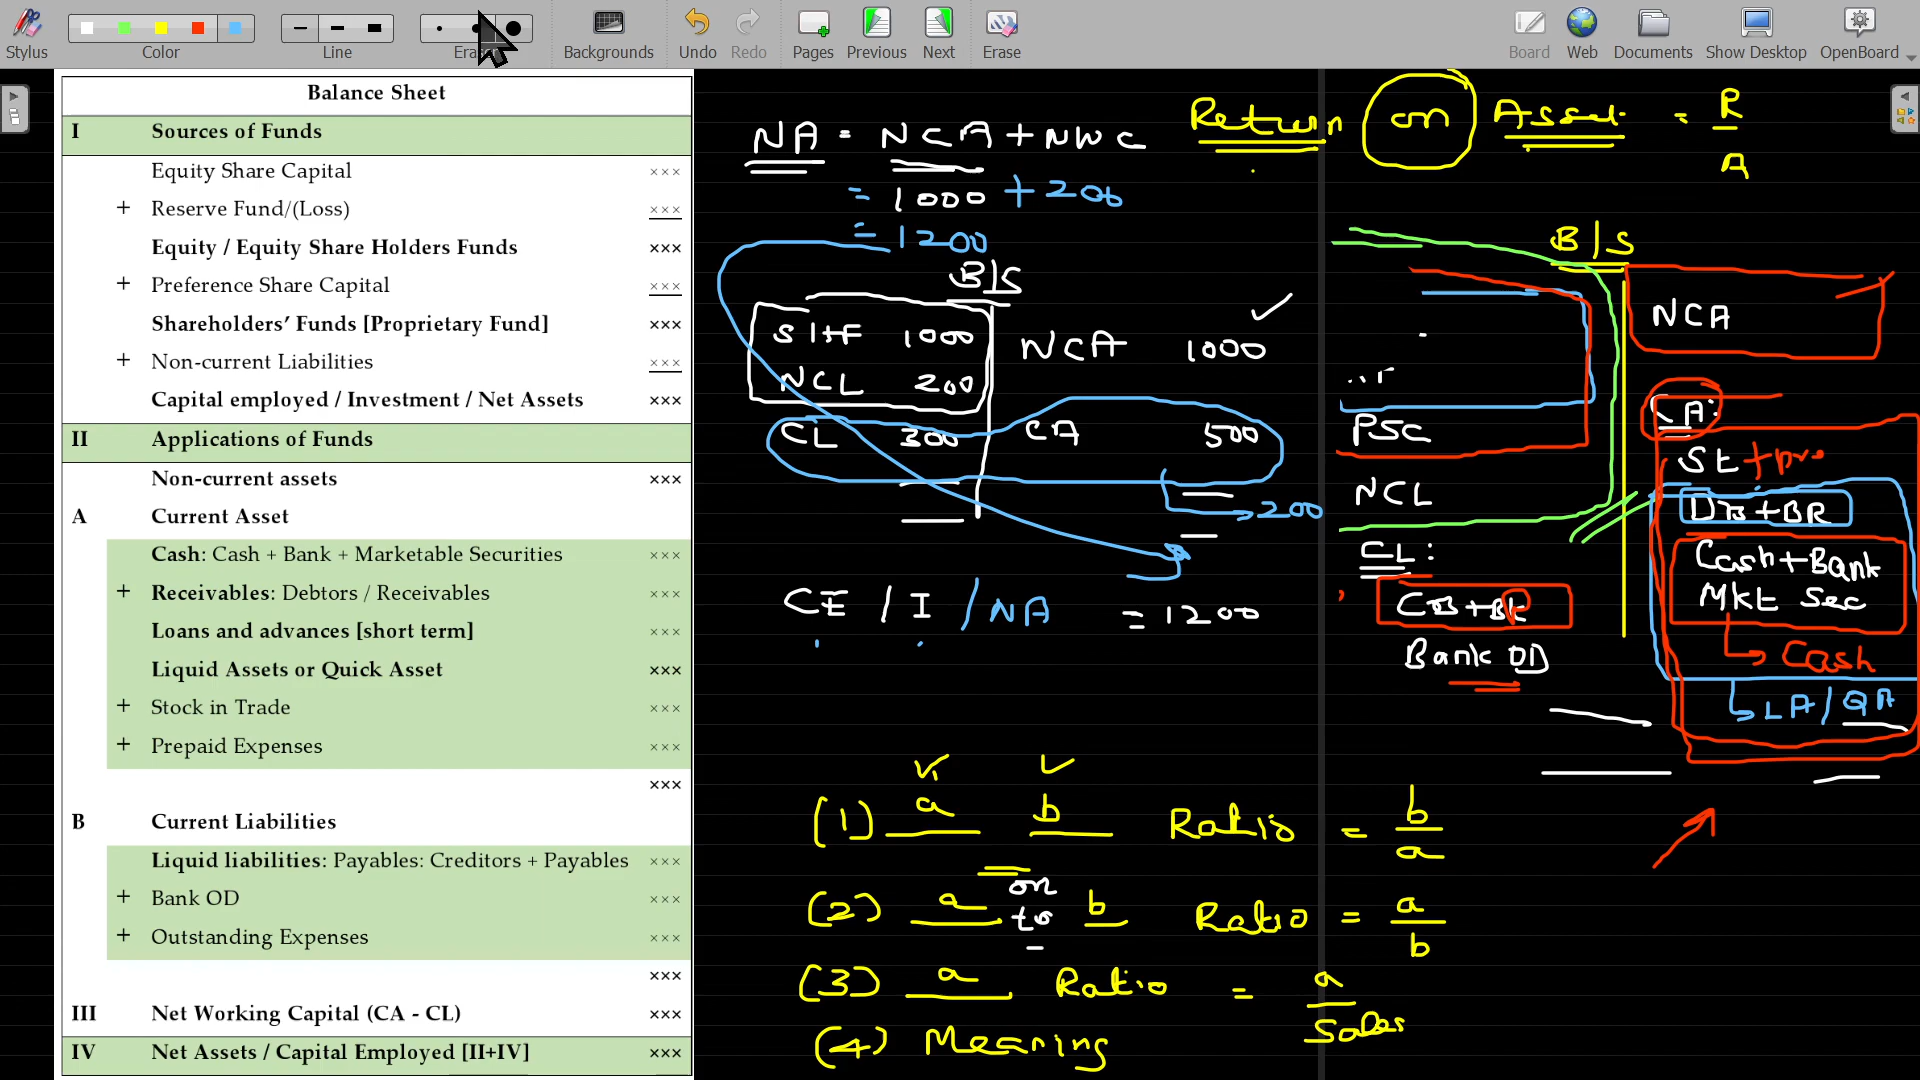 Stylus
Color
Line
Eraser
Backgrounds
Undo
Redo
Pages
Previous
Next
Erase
Board
Web
Documents
Show Desktop
OpenBoard
Balance Sheet
I Sources of Funds
Equity Share Capital ×××
+ Reserve Fund/(Loss) ×××
Equity / Equity Share Holders Funds ×××
+ Preference Share Capital ×××
Shareholders’ Funds [Proprietary Fund] ×××
+ Non-current Liabilities ×××
Capital employed / Investment / Net Assets ×××
II Applications of Funds
Non-current assets ×××
A Current Asset
Cash: Cash + Bank + Marketable Securities ×××
+ Receivables: Debtors / Receivables ×××
Loans and advances [short term] ×××
Liquid Assets or Quick Asset ×××
+ Stock in Trade ×××
+ Prepaid Expenses ×××
×××
B Current Liabilities
Liquid liabilities: Payables: Creditors + Payables ×××
+ Bank OD ×××
+ Outstanding Expenses ×××
×××
III Net Working Capital (CA - CL) ×××
IV Net Assets / Capital Employed [II+IV] ×××
NA = NCA + NWC
= 1000 + 200
= 1200
B/S
SHF 1000 NCA 1000
NCL 200
CL 300 CA 500
200
CE / I / NA = 1200
(1) a b Ratio = b/a
(2) a on to b Ratio = a/b
(3) a Ratio = a/Sales
(4) Meaning
Return on Asset = R/A
B/S
NCA
PSC
NCL
CL:
Bank OD
CA:
St + pre
DB + BR
Cash + Bank
Mkt Sec
Cash
LA / QA